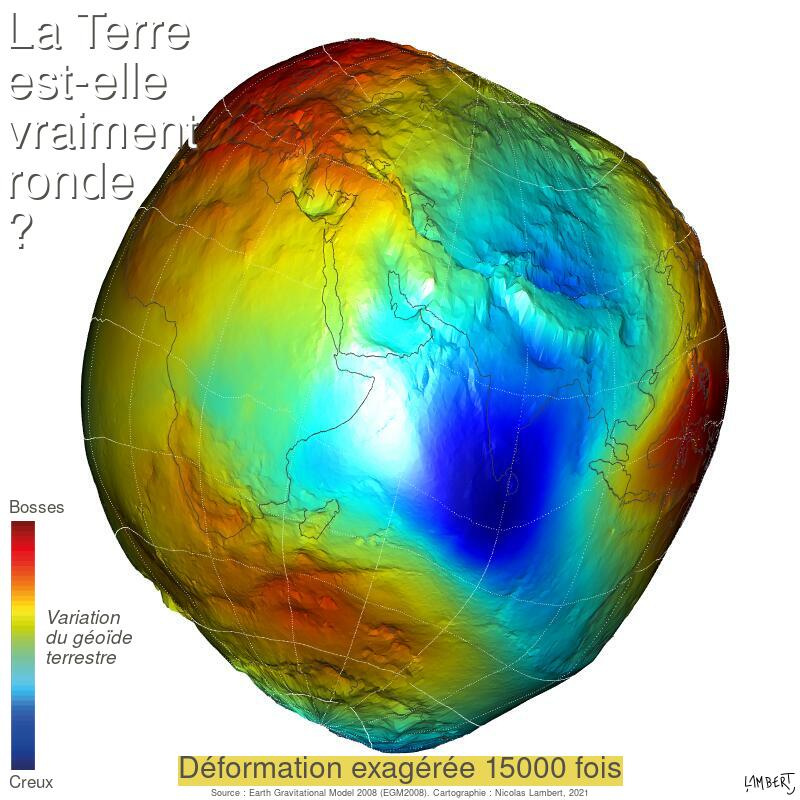 La Terre
est-elle
vraiment
ronde
?
Bosses
Variation
du géoïde
terrestre
Creux
Déformation exagérée 15000 fois
Source : Earth Gravitational Model 2008 (EGM2008). Cartographie : Nicolas Lambert, 2021
LAMBERT